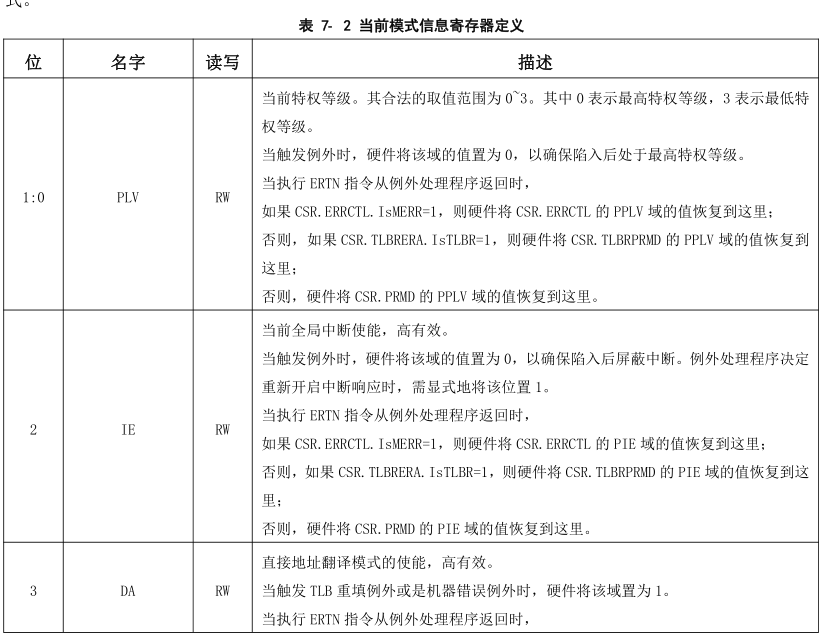 式。
表 7- 2 当前模式信息寄存器定义
位 名字 读写 描述
1:0 PLV RW
当前特权等级。其合法的取值范围为 0~3。其中 0 表示最高特权等级，3 表示最低特
权等级。
当触发例外时，硬件将该域的值置为 0，以确保陷入后处于最高特权等级。
当执行 ERTN 指令从例外处理程序返回时，
如果 CSR.ERRCTL.IsMERR=1，则硬件将 CSR.ERRCTL 的 PPLV 域的值恢复到这里；
否则，如果 CSR.TLBRERA.IsTLBR=1，则硬件将 CSR.TLBRPRMD 的 PPLV 域的值恢复到
这里；
否则，硬件将 CSR.PRMD 的 PPLV 域的值恢复到这里。
2 IE RW
当前全局中断使能，高有效。
当触发例外时，硬件将该域的值置为 0，以确保陷入后屏蔽中断。例外处理程序决定
重新开启中断响应时，需显式地将该位置 1。
当执行 ERTN 指令从例外处理程序返回时，
如果 CSR.ERRCTL.IsMERR=1，则硬件将 CSR.ERRCTL 的 PIE 域的值恢复到这里；
否则，如果 CSR.TLBRERA.IsTLBR=1，则硬件将 CSR.TLBRPRMD 的 PIE 域的值恢复到这
里；
否则，硬件将 CSR.PRMD 的 PIE 域的值恢复到这里。
3 DA RW
直接地址翻译模式的使能，高有效。
当触发 TLB 重填例外或是机器错误例外时，硬件将该域置为 1。
当执行 ERTN 指令从例外处理程序返回时，